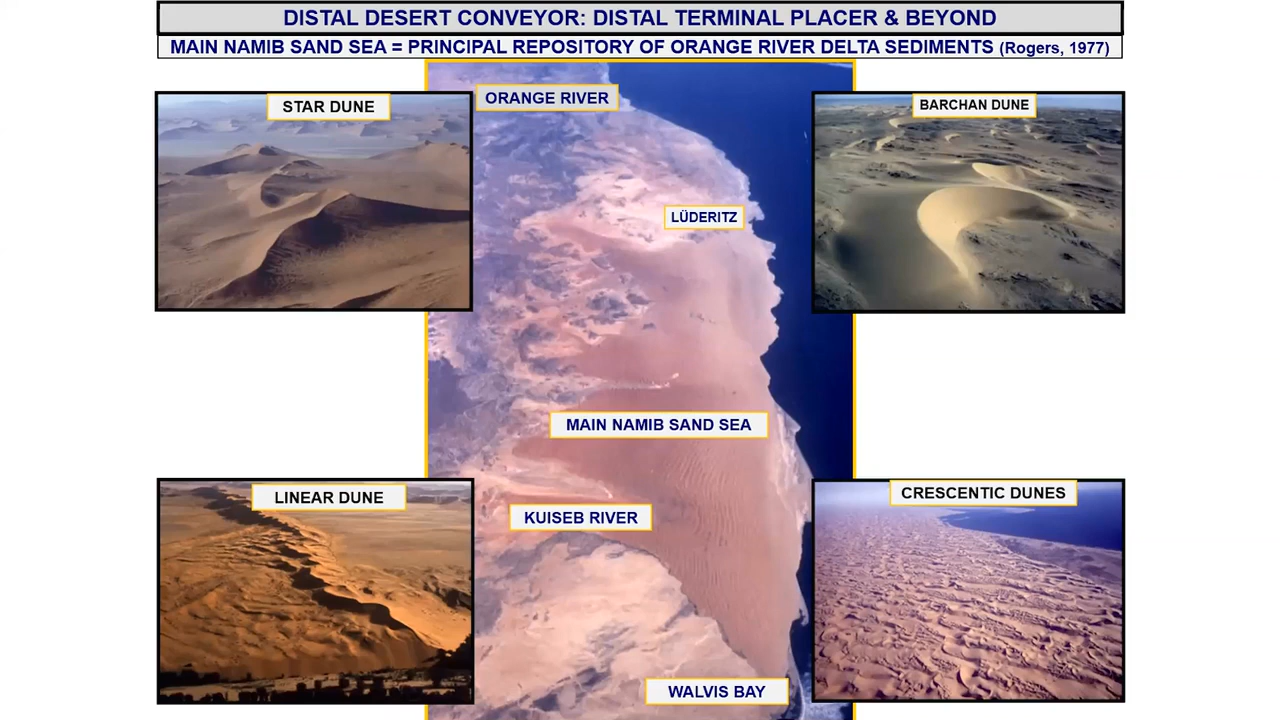 DISTAL DESERT CONVEYOR: DISTAL TERMINAL PLACER & BEYOND
MAIN NAMIB SAND SEA = PRINCIPAL REPOSITORY OF ORANGE RIVER DELTA SEDIMENTS (Rogers, 1977)
STAR DUNE
ORANGE RIVER
BARCHAN DUNE
LÜDERITZ
MAIN NAMIB SAND SEA
LINEAR DUNE
CRESCENTIC DUNES
KUISEB RIVER
WALVIS BAY